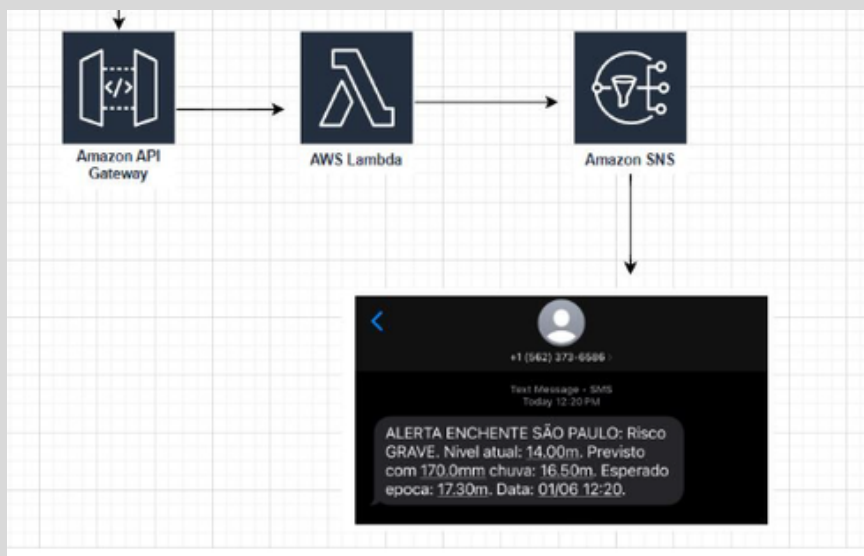 </>
Amazon API
Gateway
AWS Lambda
Amazon SNS
+1 (562) 373-6586 >
Text Message • SMS
Today 12:20 PM
ALERTA ENCHENTE SÃO PAULO: Risco
GRAVE. Nivel atual: 14.00m. Previsto
com 170.0mm chuva: 16.50m. Esperado
epoca: 17.30m. Data: 01/06 12:20.